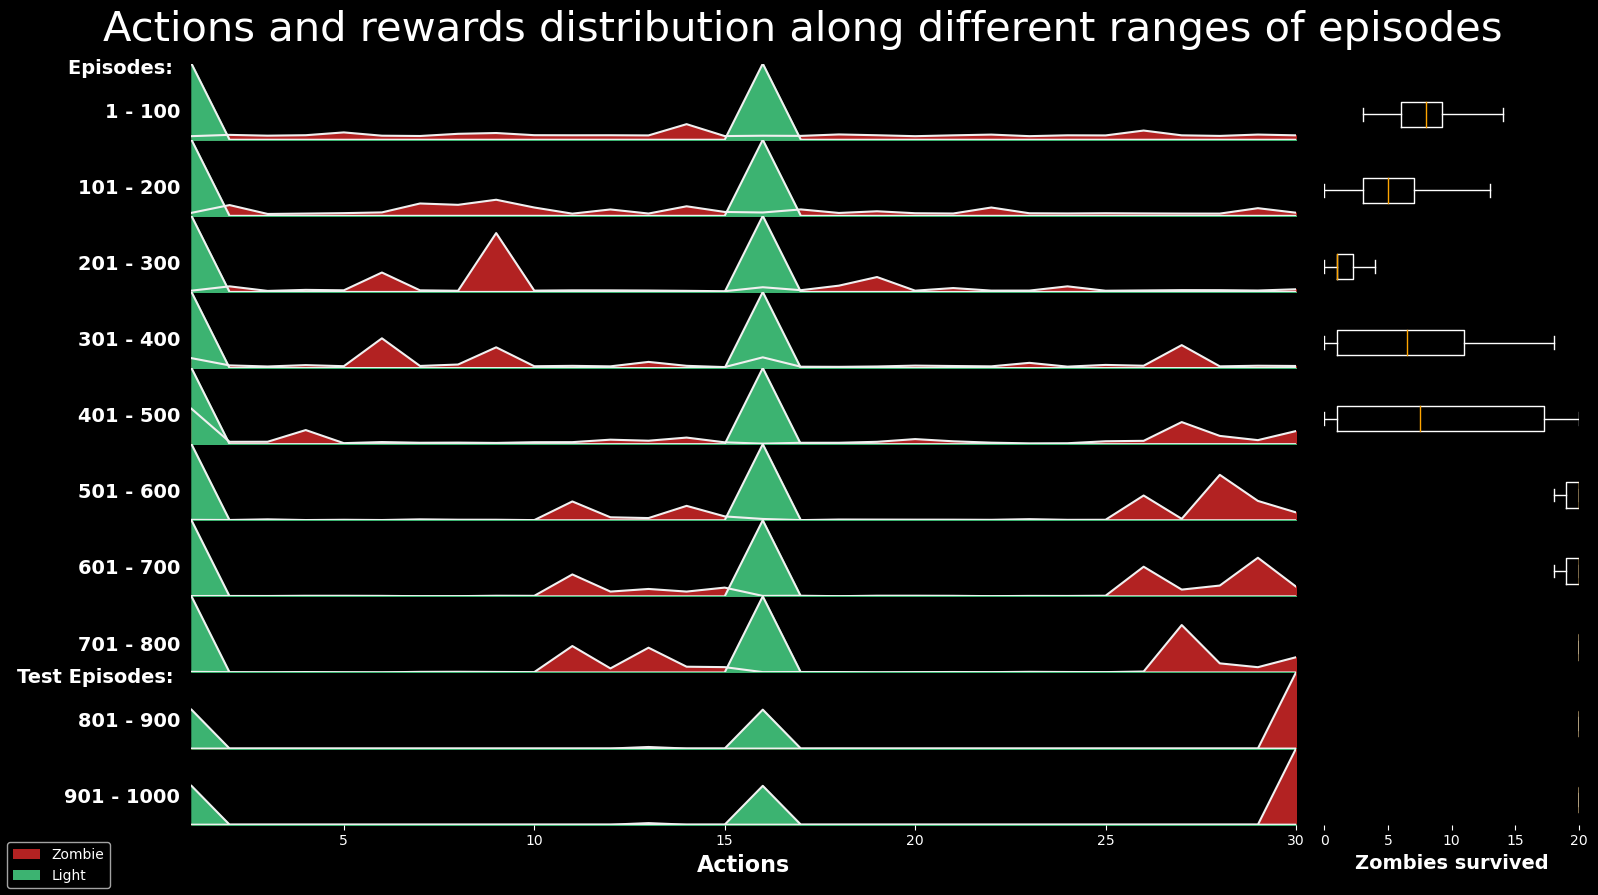 Actions and rewards distribution along different ranges of episodes
Episodes:
1 - 100
101 - 200
201 - 300
301 - 400
401 - 500
501 - 600
601 - 700
701 - 800
Test Episodes:
801 - 900
901 - 1000
5 10 15 20 25 30
0 5 10 15 20
Actions
Zombies survived
Zombie
Light